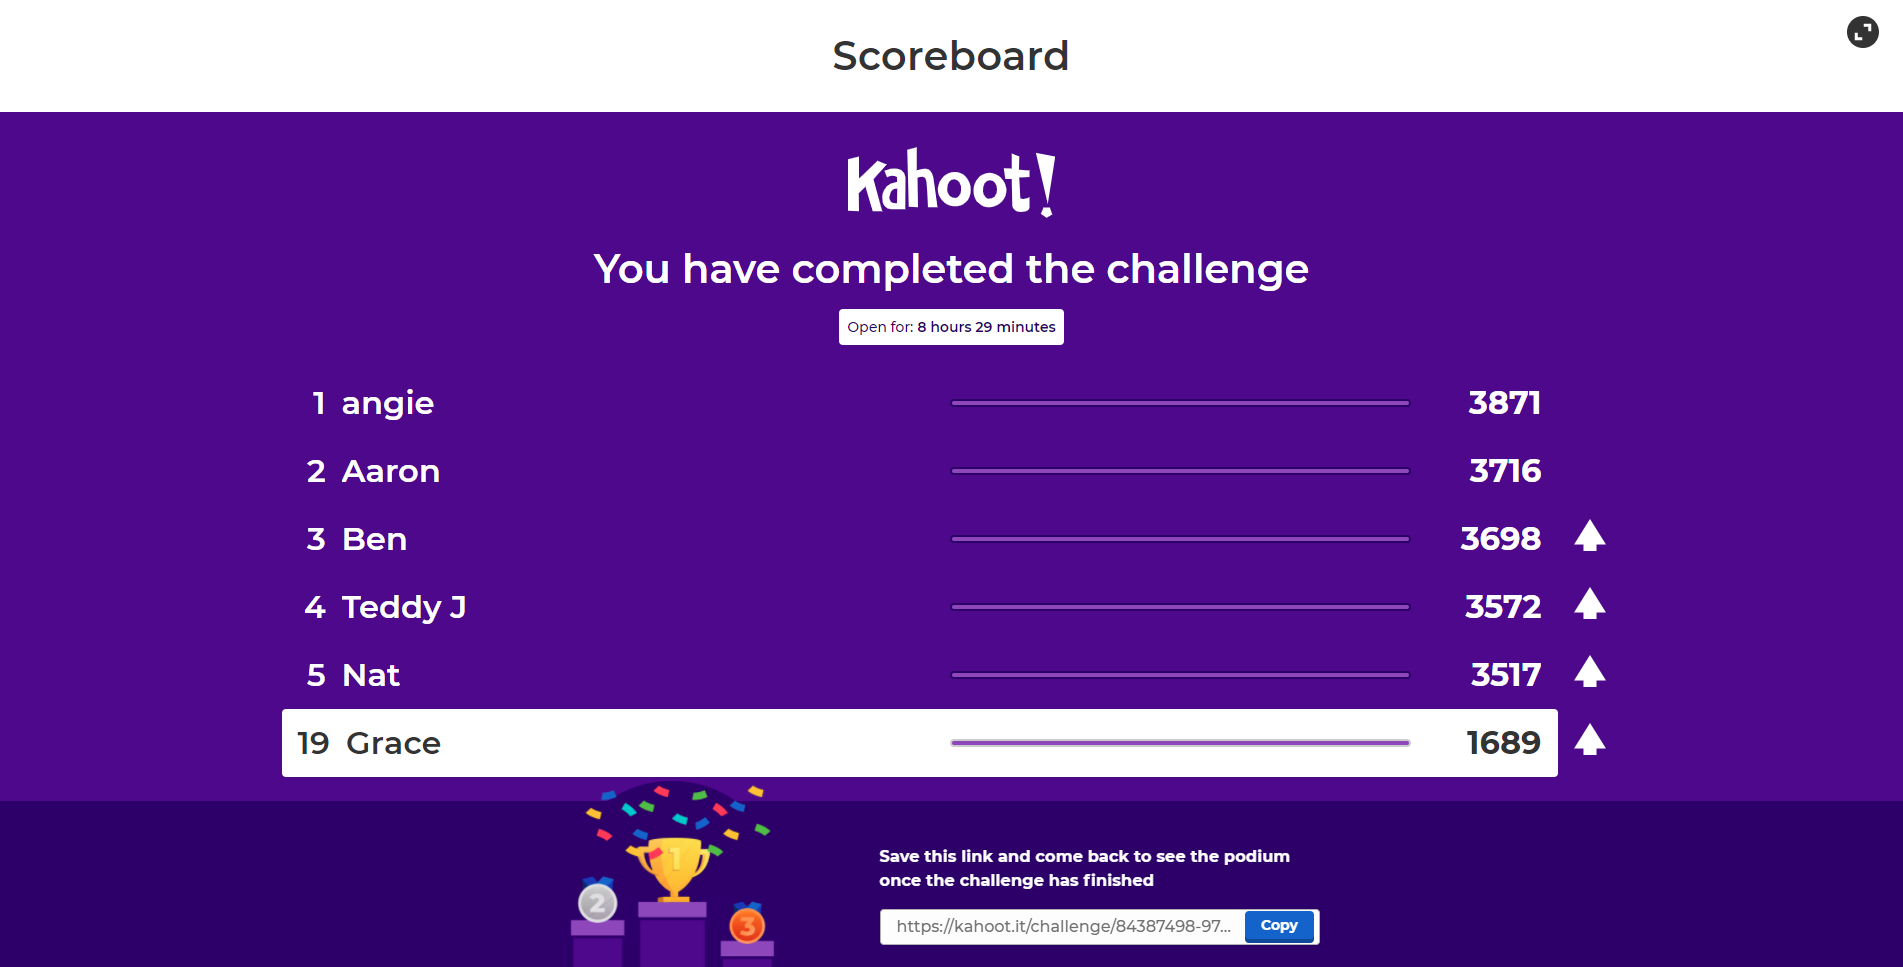 Scoreboard
Kahoot!
You have completed the challenge
Open for: 8 hours 29 minutes
1 angie 3871
2 Aaron 3716
3 Ben 3698
4 Teddy J 3572
5 Nat 3517
19 Grace 1689
1
2
3
Save this link and come back to see the podium
once the challenge has finished
https://kahoot.it/challenge/84387498-97... Copy